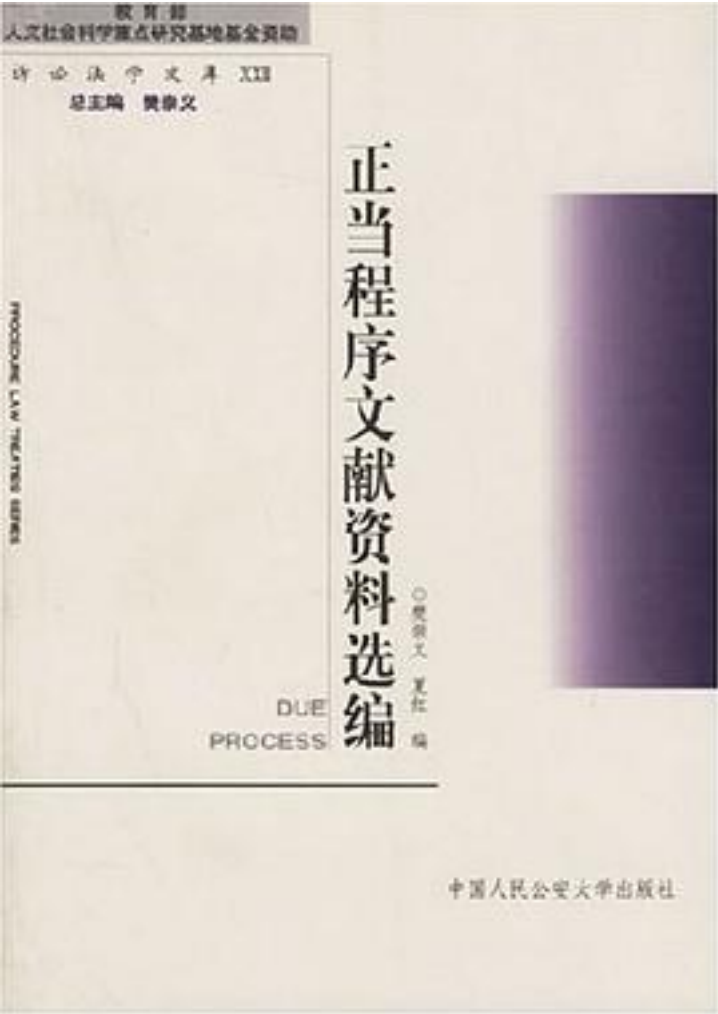 教育部
人文社会科学重点研究基地基金资助
诉讼法学文库 XXII
总主编 樊崇义
正当程序文献资料选编
○樊崇义 夏红 编
PROCEDURE LAW TREATIES SERIES
DUE
PROCESS
中国人民公安大学出版社